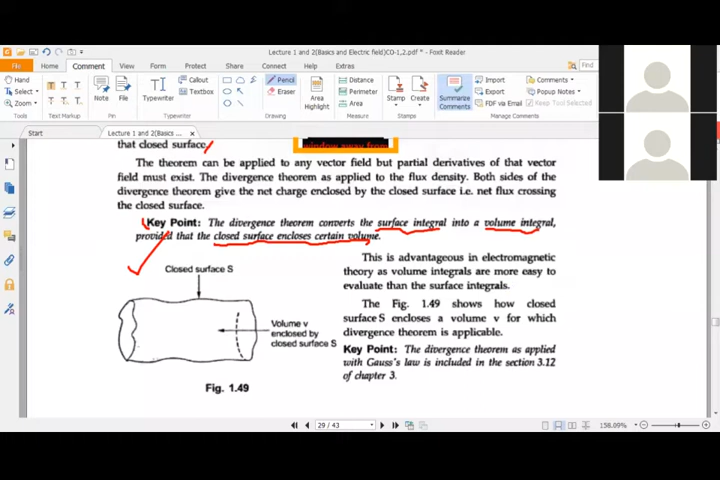 Lecture 1 and 2(Basics and Electric field)CO-1,2.pdf * - Foxit Reader
File Home Comment Form Protect Share Connect View Extras Find
Hand
Select
Zoom
Note File
Typewriter
Callout
Textbox
Pencil
Eraser
Area Highlight
Distance
Perimeter
Area
Stamp Create
Summarize Comments
Import
Export
FDF via Email
Comments
Popup Notes
Keep Tool Selected
Tools Measure Manage Comments
Start Lecture 1 and 2(Basics ...
that closed surface.
window away from
The theorem can be applied to any vector field but partial derivatives of that vector
field must exist. The divergence theorem as applied to the flux density. Both sides of the
divergence theorem give the net charge enclosed by the closed surface i.e. net flux crossing
the closed surface.
Key Point: The divergence theorem converts the surface integral into a volume integral,
provided that the closed surface encloses certain volume.
This is advantageous in electromagnetic
theory as volume integrals are more easy to
evaluate than the surface integrals.
Closed surface S
The Fig. 1.49 shows how closed
surface S encloses a volume v for which
divergence theorem is applicable.
Volume v
enclosed by
closed surface S
Key Point: The divergence theorem as applied
with Gauss's law is included in the section 3.12
of chapter 3.
Fig. 1.49
29 / 43
158.09%